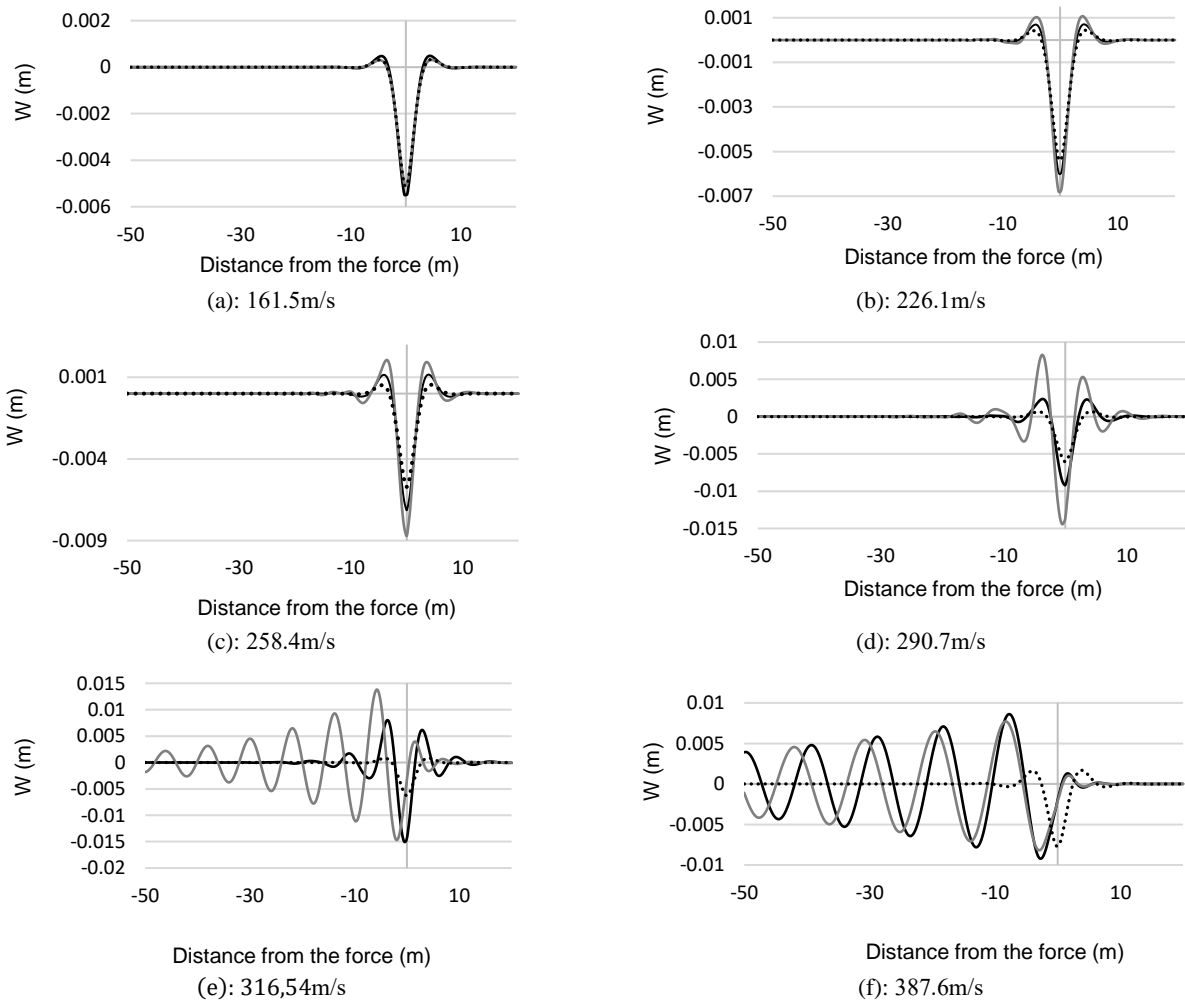 0.002
0
-0.002
-0.004
-0.006
W (m)
-50 -30 -10 10
Distance from the force (m)
(a): 161.5m/s
0.001
-0.001
-0.003
-0.005
-0.007
W (m)
-50 -30 -10 10
Distance from the force (m)
(b): 226.1m/s
0.001
-0.004
-0.009
W (m)
-50 -30 -10 10
Distance from the force (m)
(c): 258.4m/s
0.01
0.005
0
-0.005
-0.01
-0.015
W (m)
-50 -30 -10 10
Distance from the force (m)
(d): 290.7m/s
0.015
0.01
0.005
0
-0.005
-0.01
-0.015
-0.02
W (m)
-50 -30 -10 10
Distance from the force (m)
(e): 316,54m/s
0.01
0.005
0
-0.005
-0.01
W (m)
-50 -30 -10 10
Distance from the force (m)
(f): 387.6m/s